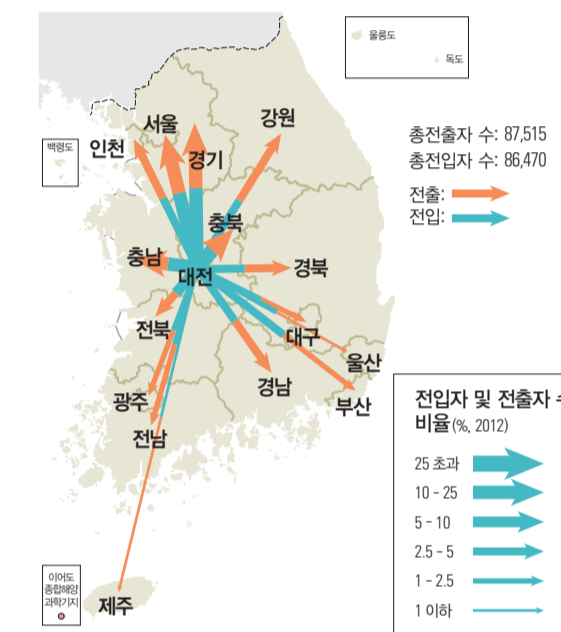 울릉도
독도
백령도
총전출자 수: 87,515
총전입자 수: 86,470
전출:
전입:
서울
강원
인천
경기
충북
충남
대전
경북
전북
대구
울산
경남
광주
부산
전남
제주
이어도
종합해양
과학기지
전입자 및 전출자 수
비율(%, 2012)
25 초과
10 - 25
5 - 10
2.5 - 5
1 - 2.5
1 이하